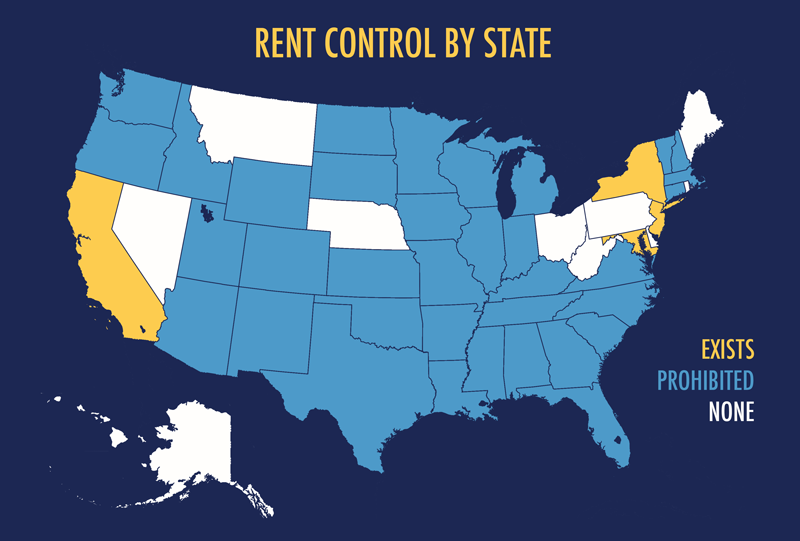 RENT CONTROL BY STATE
EXISTS
PROHIBITED
NONE